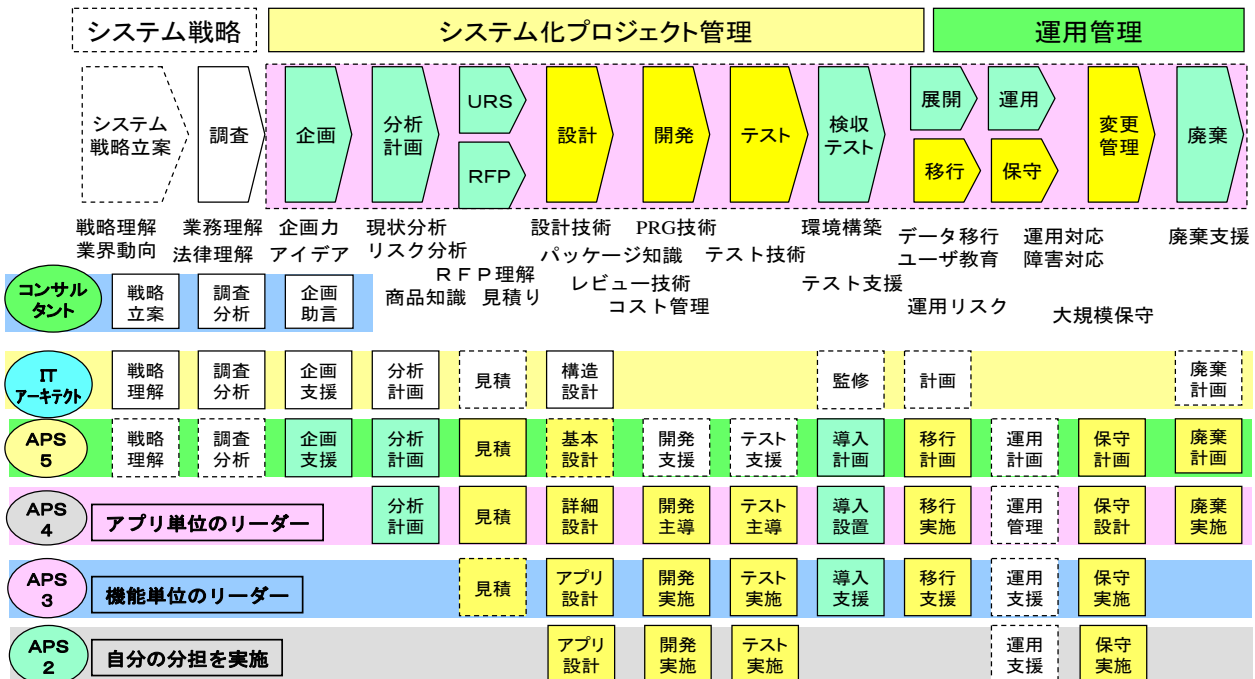 システム戦略
システム化プロジェクト管理
運用管理
システム
戦略立案
調査
企画
分析
計画
URS
RFP
設計
開発
テスト
検収
テスト
展開
移行
運用
保守
変更
管理
廃棄
戦略理解
業界動向
業務理解
法律理解
企画力
アイデア
現状分析
リスク分析
RFP理解
商品知識 見積り
設計技術
パッケージ知識
レビュー技術
コスト管理
PRG技術
テスト技術
環境構築
テスト支援
データ移行
ユーザ教育
運用リスク
運用対応
障害対応
大規模保守
廃棄支援
コンサル
タント
戦略
立案
調査
分析
企画
助言
IT
アーキテクト
戦略
理解
調査
分析
企画
支援
分析
計画
見積
構造
設計
監修
計画
廃棄
計画
APS
5
戦略
理解
調査
分析
企画
支援
分析
計画
見積
基本
設計
開発
支援
テスト
支援
導入
計画
移行
計画
運用
計画
保守
計画
廃棄
計画
APS
4
アプリ単位のリーダー
分析
計画
見積
詳細
設計
開発
主導
テスト
主導
導入
設置
移行
実施
運用
管理
保守
設計
廃棄
実施
APS
3
機能単位のリーダー
見積
アプリ
設計
開発
実施
テスト
実施
導入
支援
移行
支援
運用
支援
保守
実施
APS
2
自分の分担を実施
アプリ
設計
開発
実施
テスト
実施
運用
支援
保守
実施